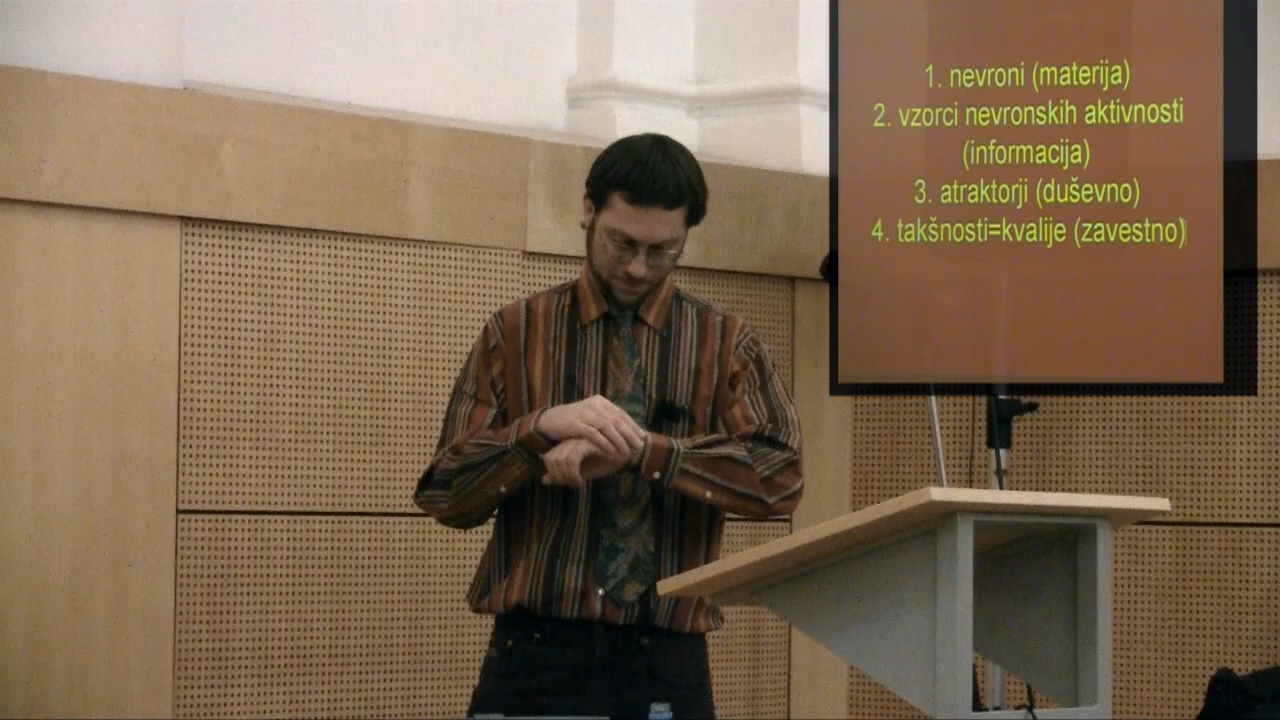 1. nevroni (materija)
2. vzorci nevronskih aktivnosti
(informacija)
3. atraktorji (duševno)
4. takšnosti=kvalije (zavestno)